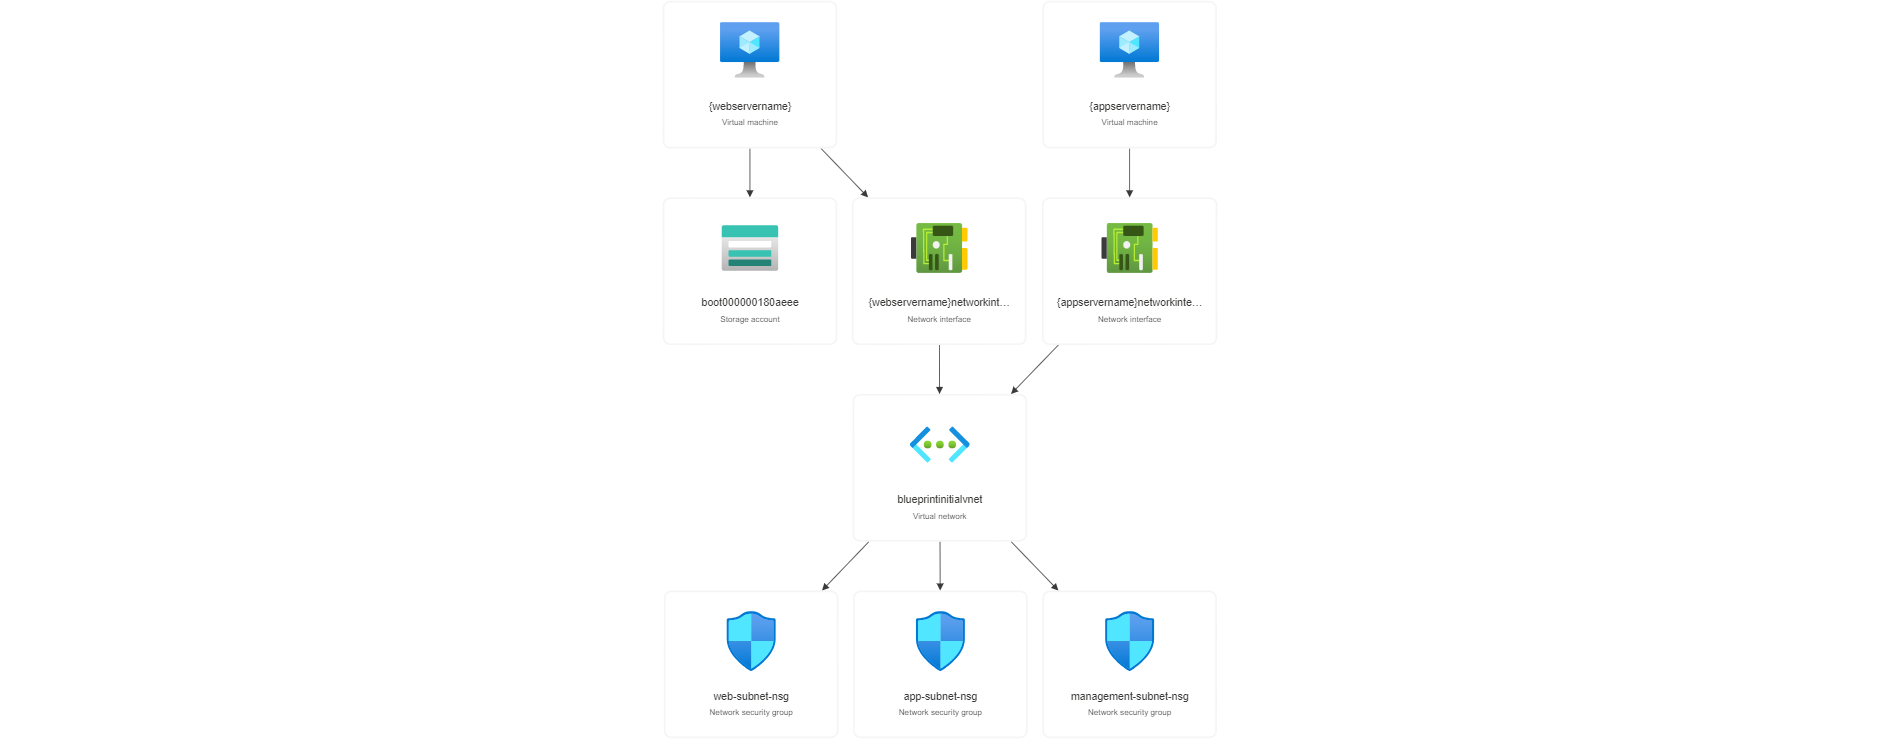 {webservername}
Virtual machine
{appservername}
Virtual machine
boot000000180aeee
Storage account
{webservername}networkint...
Network interface
{appservername}networkinte...
Network interface
blueprintinitialvnet
Virtual network
web-subnet-nsg
Network security group
app-subnet-nsg
Network security group
management-subnet-nsg
Network security group